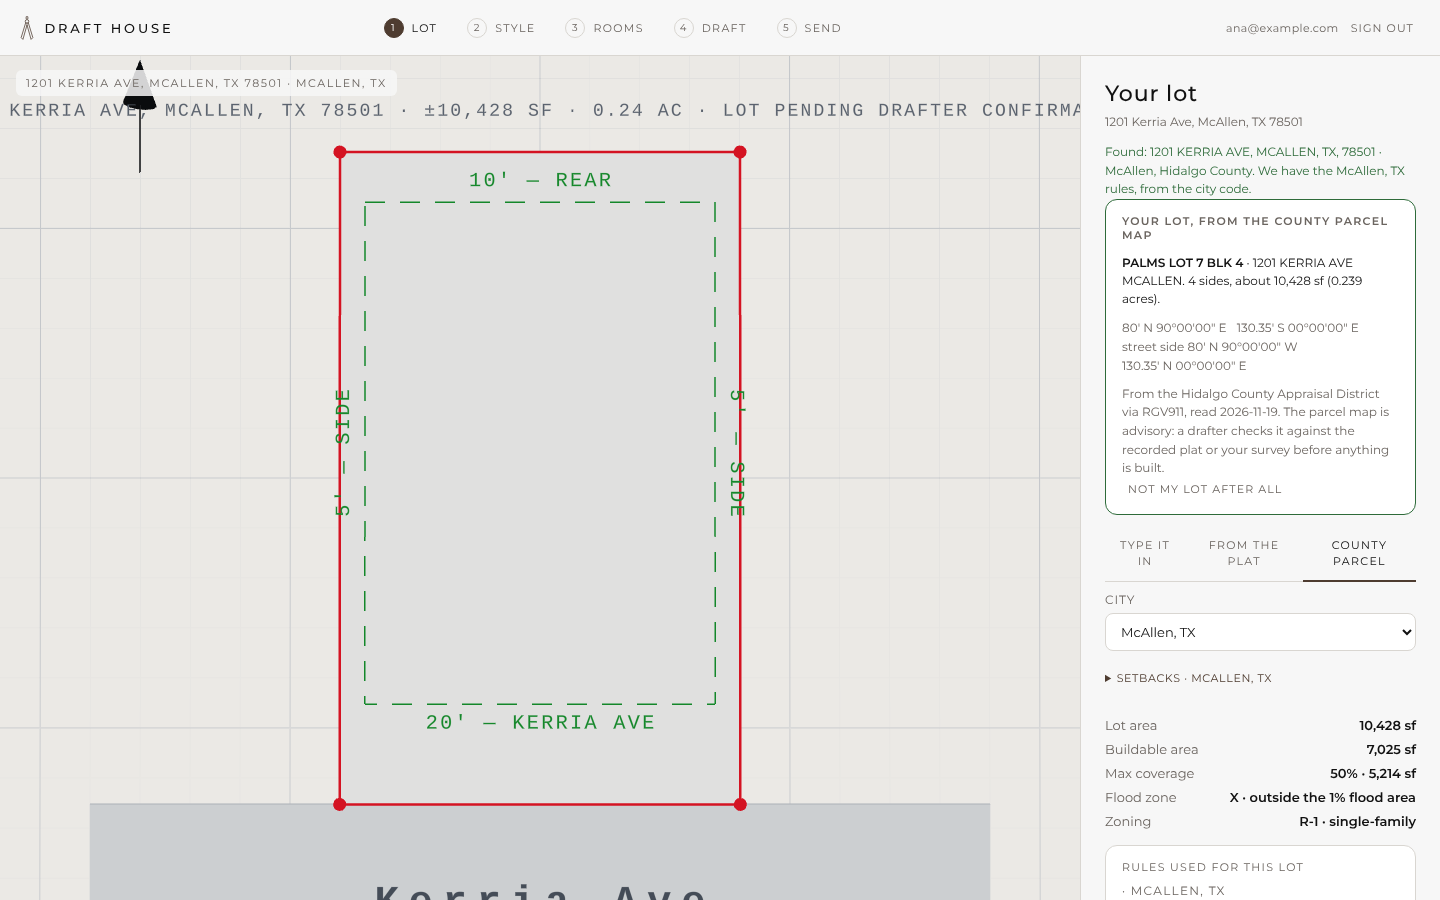 DRAFT HOUSE
1 LOT
2 STYLE
3 ROOMS
4 DRAFT
5 SEND
ana@example.com SIGN OUT
1201 KERRIA AVE, MCALLEN, TX 78501 · MCALLEN, TX
KERRIA AVE, MCALLEN, TX 78501 · ±10,428 SF · 0.24 AC · LOT PENDING DRAFTER CONFIRMA
10' — REAR
5' — SIDE
5' — SIDE
20' — KERRIA AVE
Kerria Ave
Your lot
1201 Kerria Ave, McAllen, TX 78501
Found: 1201 KERRIA AVE, MCALLEN, TX, 78501 ·
McAllen, Hidalgo County. We have the McAllen, TX
rules, from the city code.
YOUR LOT, FROM THE COUNTY PARCEL
MAP
PALMS LOT 7 BLK 4 · 1201 KERRIA AVE
MCALLEN. 4 sides, about 10,428 sf (0.239
acres).
80' N 90°00'00" E 130.35' S 00°00'00" E
street side 80' N 90°00'00" W
130.35' N 00°00'00" E
From the Hidalgo County Appraisal District
via RGV911, read 2026-11-19. The parcel map is
advisory: a drafter checks it against the
recorded plat or your survey before anything
is built.
NOT MY LOT AFTER ALL
TYPE IT
IN
FROM THE
PLAT
COUNTY
PARCEL
CITY
McAllen, TX
SETBACKS · MCALLEN, TX
Lot area 10,428 sf
Buildable area 7,025 sf
Max coverage 50% · 5,214 sf
Flood zone X · outside the 1% flood area
Zoning R-1 · single-family
RULES USED FOR THIS LOT
· MCALLEN, TX